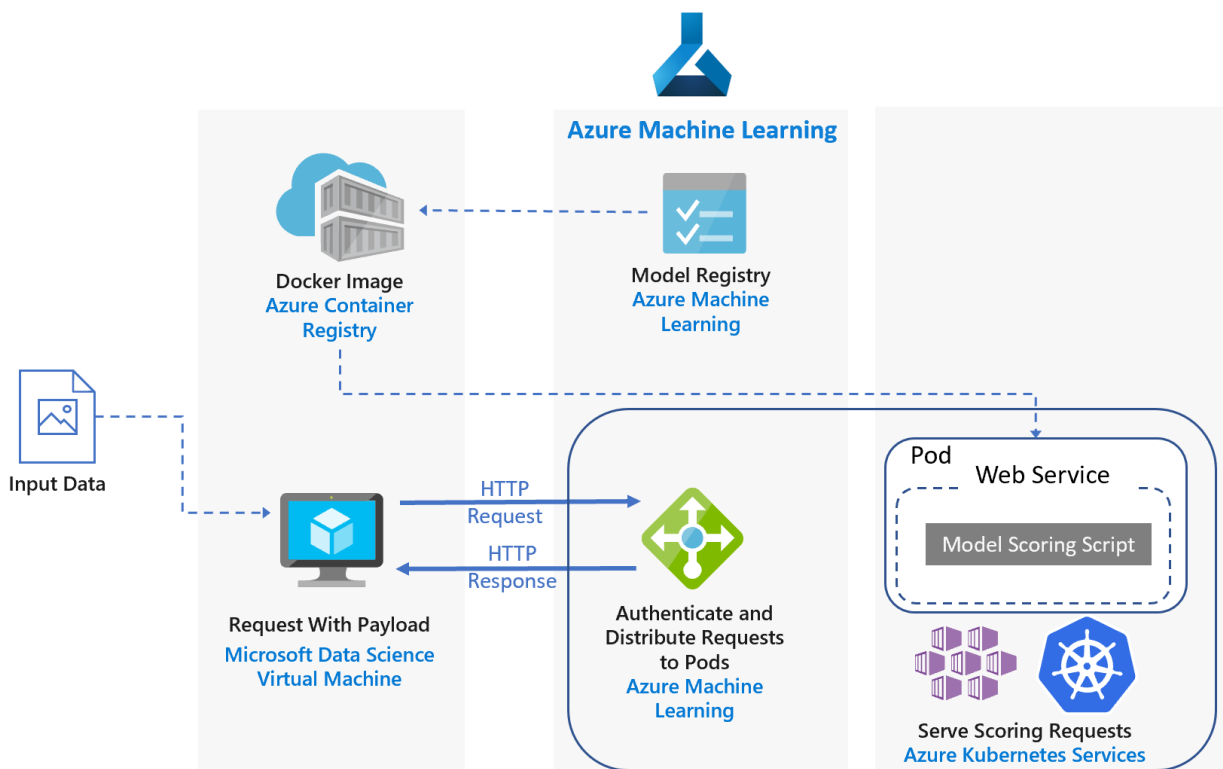 Azure Machine Learning
Docker Image
Azure Container
Registry
Model Registry
Azure Machine
Learning
Input Data
HTTP
Request
HTTP
Response
Request With Payload
Microsoft Data Science
Virtual Machine
Authenticate and
Distribute Requests
to Pods
Azure Machine
Learning
Pod
Web Service
Model Scoring Script
Serve Scoring Requests
Azure Kubernetes Services